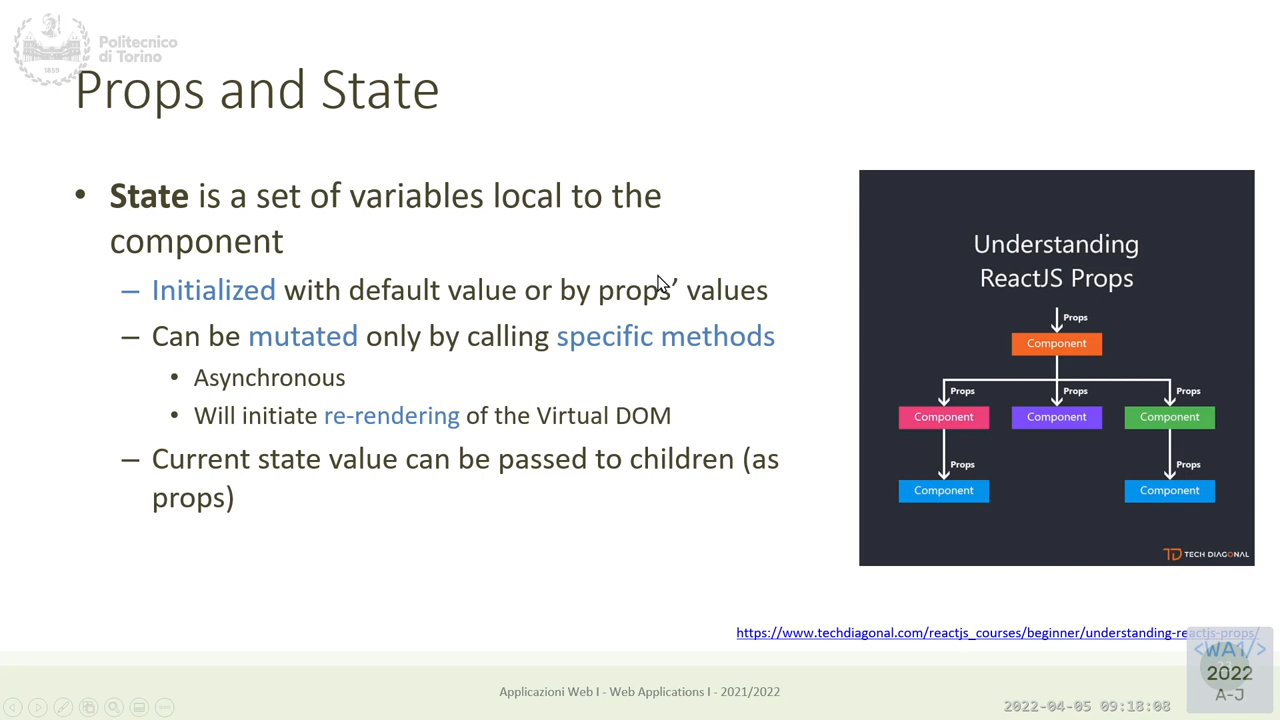 Politecnico
di Torino
1859
Props and State
• State is a set of variables local to the
component
– Initialized with default value or by props’ values
– Can be mutated only by calling specific methods
• Asynchronous
• Will initiate re-rendering of the Virtual DOM
– Current state value can be passed to children (as
props)
Understanding
ReactJS Props
Props
Component
Props Props Props
Component Component Component
Props Props
Component Component
TECH DIAGONAL
https://www.techdiagonal.com/reactjs_courses/beginner/understanding-reactjs-props/
<WA1/>
2022
A-J
Applicazioni Web I - Web Applications I - 2021/2022
2022-04-05 09:18:08